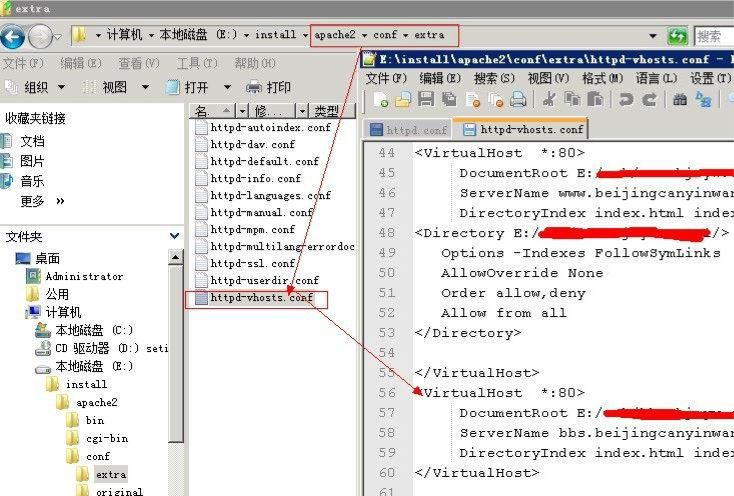 extra
计算机 本地磁盘 (E:) install apache2 conf extra 搜索
文件(F) 编辑(E) 查看(V) 工具(T) 帮助(H)
组织 视图 打开 打印
收藏夹链接
文档
图片
音乐
更多 »
文件夹
桌面
Administrator
公用
计算机
本地磁盘 (C:)
CD 驱动器 (D:) seti
本地磁盘 (E:)
install
apache2
bin
cgi-bin
conf
extra
original
名. 修... 类型
httpd-autoindex.conf
httpd-dav.conf
httpd-default.conf
httpd-info.conf
httpd-languages.conf
httpd-manual.conf
httpd-mpm.conf
httpd-multilang-errordoc
httpd-ssl.conf
httpd-userdir.conf
httpd-vhosts.conf
E:\install\apache2\conf\extra\httpd-vhosts.conf -
文件(F) 编辑(E) 搜索(S) 视图(V) 格式(M) 语言(L) 设置(T)
httpd.conf httpd-vhosts.conf
44 <VirtualHost *:80>
45 DocumentRoot E:/
46 ServerName www.beijingcanyinwan
47 DirectoryIndex index.html index
48 <Directory E:/ />
49 Options -Indexes FollowSymLinks
50 AllowOverride None
51 Order allow,deny
52 Allow from all
53 </Directory>
54
55 </VirtualHost>
56 <VirtualHost *:80>
57 DocumentRoot E:/
58 ServerName bbs.beijingcanyinwan
59 DirectoryIndex index.html index
60 </VirtualHost>
61